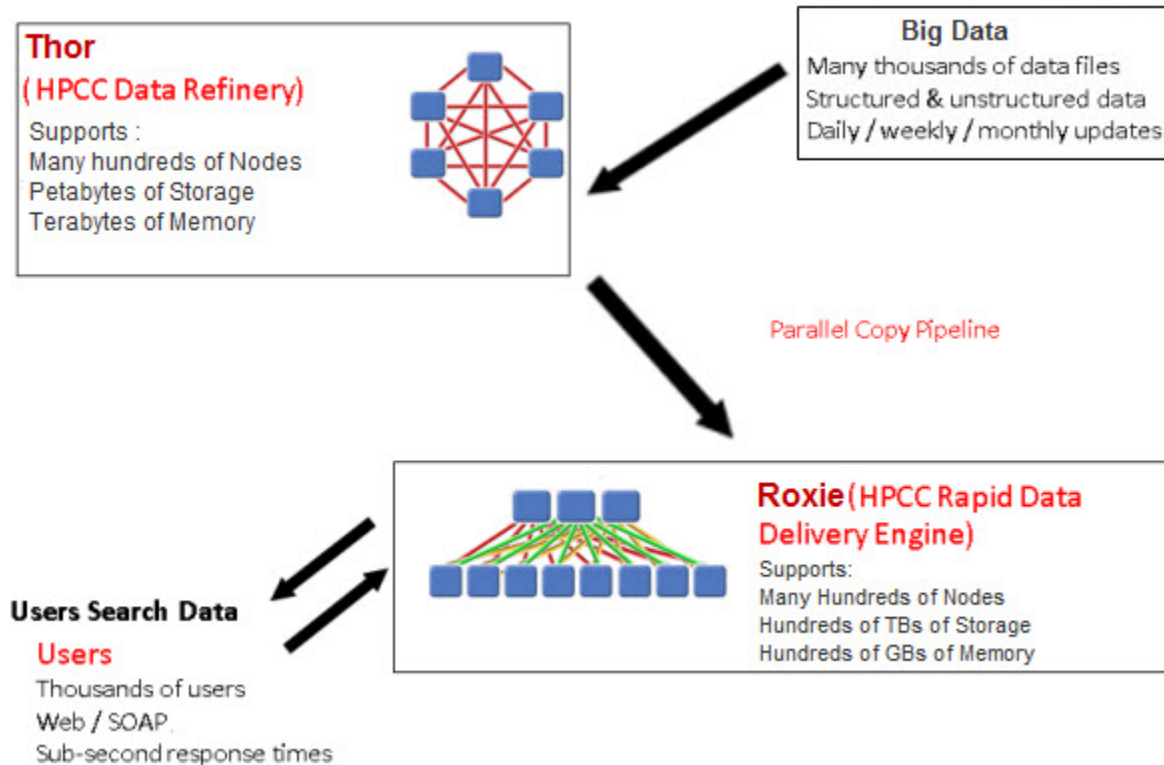 Thor
( HPCC Data Refinery)
Supports :
Many hundreds of Nodes
Petabytes of Storage
Terabytes of Memory
Big Data
Many thousands of data files
Structured & unstructured data
Daily / weekly / monthly updates
Parallel Copy Pipeline
Roxie (HPCC Rapid Data
Delivery Engine)
Supports:
Many Hundreds of Nodes
Hundreds of TBs of Storage
Hundreds of GBs of Memory
Users Search Data
Users
Thousands of users
Web / SOAP
Sub-second response times